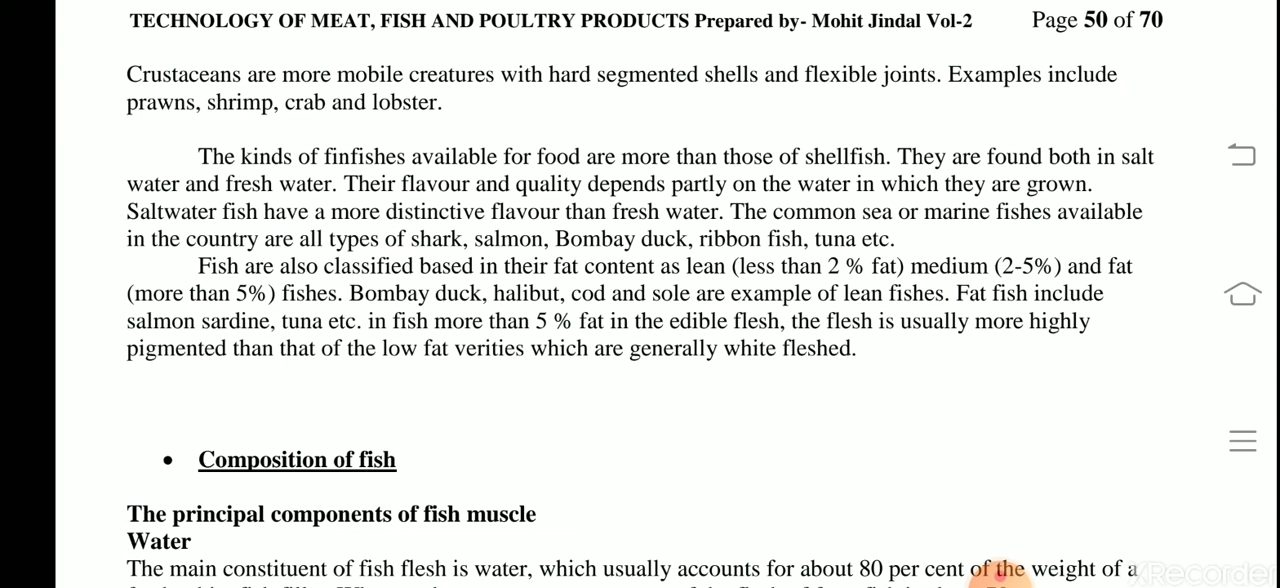 TECHNOLOGY OF MEAT, FISH AND POULTRY PRODUCTS Prepared by- Mohit Jindal Vol-2 Page 50 of 70
Crustaceans are more mobile creatures with hard segmented shells and flexible joints. Examples include
prawns, shrimp, crab and lobster.
The kinds of finfishes available for food are more than those of shellfish. They are found both in salt
water and fresh water. Their flavour and quality depends partly on the water in which they are grown.
Saltwater fish have a more distinctive flavour than fresh water. The common sea or marine fishes available
in the country are all types of shark, salmon, Bombay duck, ribbon fish, tuna etc.
Fish are also classified based in their fat content as lean (less than 2 % fat) medium (2-5%) and fat
(more than 5%) fishes. Bombay duck, halibut, cod and sole are example of lean fishes. Fat fish include
salmon sardine, tuna etc. in fish more than 5 % fat in the edible flesh, the flesh is usually more highly
pigmented than that of the low fat verities which are generally white fleshed.
• Composition of fish
The principal components of fish muscle
Water
The main constituent of fish flesh is water, which usually accounts for about 80 per cent of the weight of a
XRecorder